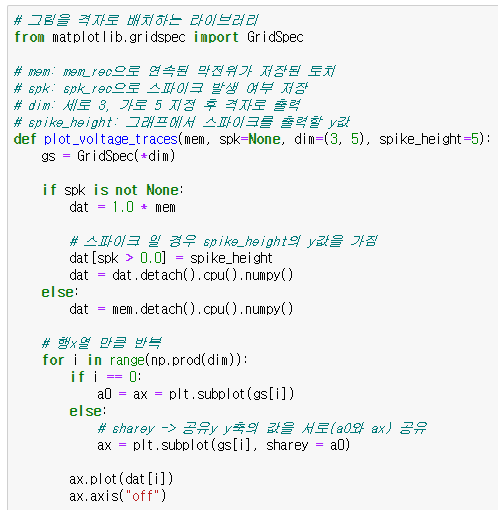 # 그림을 격자로 배치하는 라이브러리
from matplotlib.gridspec import GridSpec
# mem: mem_rec으로 연속된 막전위가 저장된 토치
# spk: spk_rec으로 스파이크 발생 여부 저장
# dim: 세로 3, 가로 5 지정 후 격자로 출력
# spike_height: 그래프에서 스파이크를 출력할 y값
def plot_voltage_traces(mem, spk=None, dim=(3, 5), spike_height=5):
    gs = GridSpec(*dim)
    if spk is not None:
        dat = 1.0 * mem
        # 스파이크 일 경우 spike_height의 y값을 가짐
        dat[spk > 0.0] = spike_height
        dat = dat.detach().cpu().numpy()
    else:
        dat = mem.detach().cpu().numpy()
    # 행x열 만큼 반복
    for i in range(np.prod(dim)):
        if i == 0:
            a0 = ax = plt.subplot(gs[i])
        else:
            # sharey -> 공유y y축의 값을 서로(a0와 ax) 공유
            ax = plt.subplot(gs[i], sharey = a0)
        ax.plot(dat[i])
        ax.axis("off")